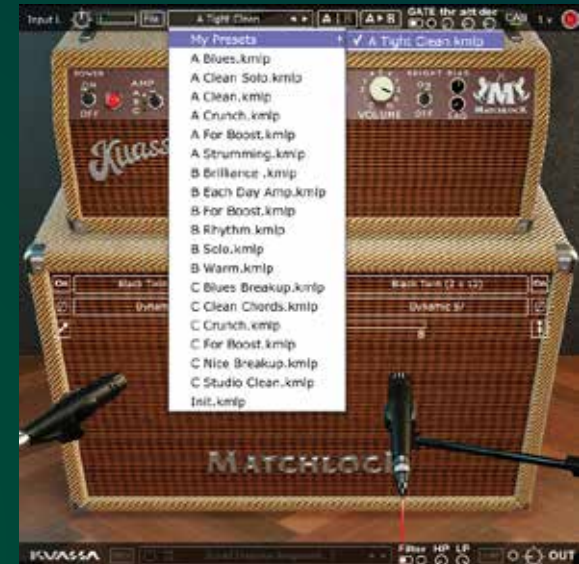 Input L
A Tight Clean
A B
A ▸ B
GATE thr att dec
CAB
My Presets
✓ A Tight Clean.kmlp
A Blues.kmlp
A Clean Solo.kmlp
A Clean.kmlp
A Crunch.kmlp
A For Boost.kmlp
A Strumming.kmlp
B Brilliance .kmlp
B Each Day Amp.kmlp
B For Boost.kmlp
B Rhythm.kmlp
B Solo.kmlp
B Warm.kmlp
C Blues Breakup.kmlp
C Clean Chords.kmlp
C Crunch.kmlp
C For Boost.kmlp
C Nice Breakup.kmlp
C Studio Clean.kmlp
Init.kmlp
POWER
ON
OFF
AMP
A
B
C
VOLUME
BRIGHT
OFF
BIAS
SAG
M
MATCHLOCK
Kuass
On
Black Twin (2 x 12)
On
Dynamic 57
MATCHLOCK
KUASSA
Filter HP LP
OUT